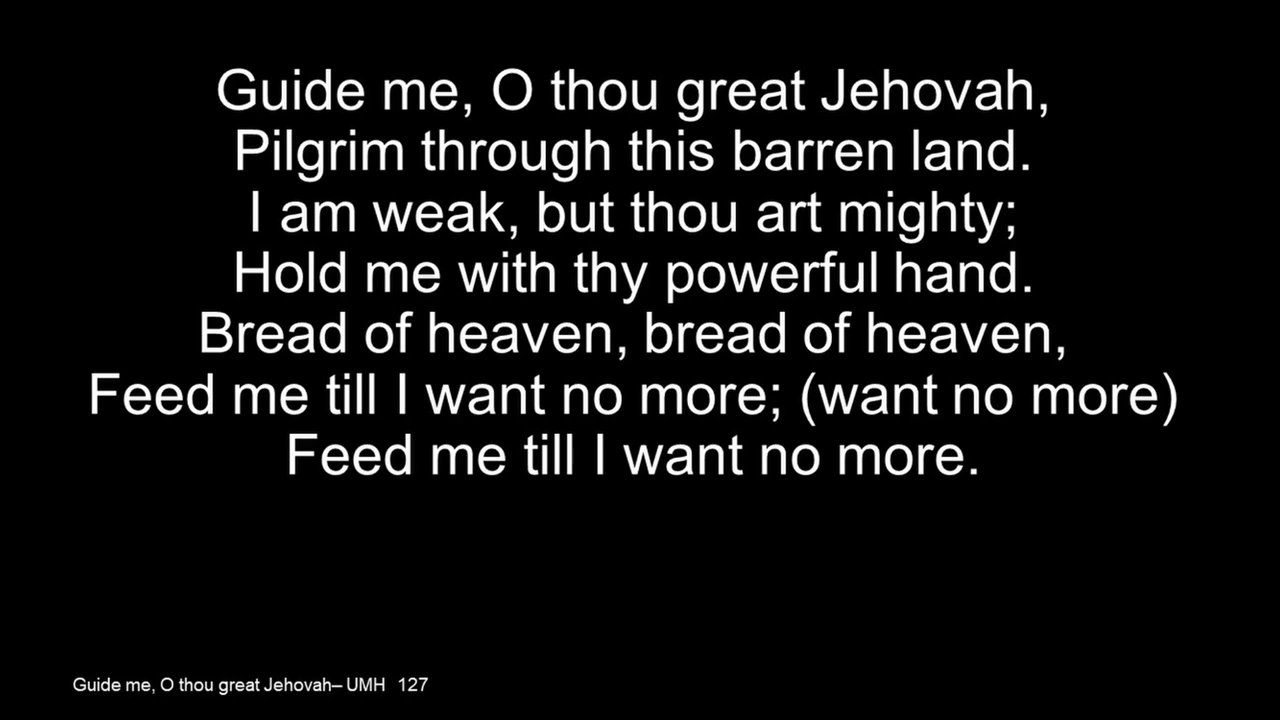 Guide me, O thou great Jehovah,
Pilgrim through this barren land.
I am weak, but thou art mighty;
Hold me with thy powerful hand.
Bread of heaven, bread of heaven,
Feed me till I want no more; (want no more)
Feed me till I want no more.
Guide me, O thou great Jehovah– UMH 127